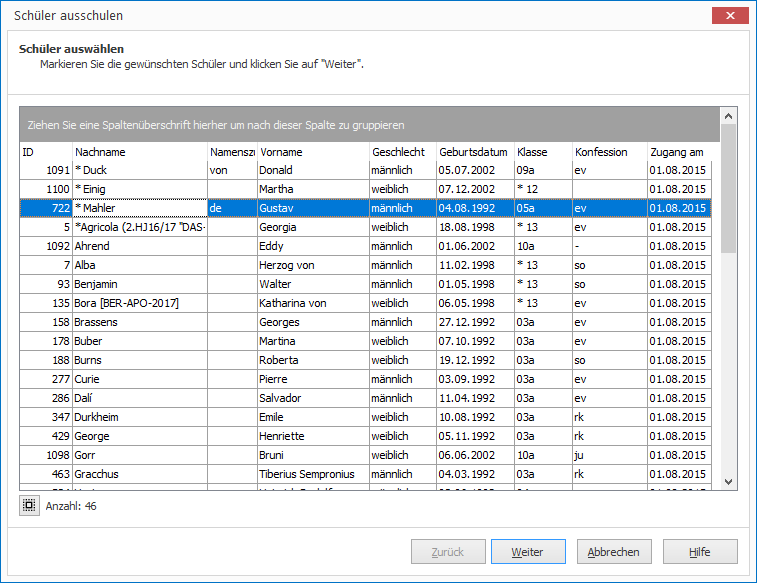 Schüler ausschulen
Schüler auswählen
Markieren Sie die gewünschten Schüler und klicken Sie auf "Weiter".
Ziehen Sie eine Spaltenüberschrift hierher um nach dieser Spalte zu gruppieren
ID Nachname Namenszu Vorname Geschlecht Geburtsdatum Klasse Konfession Zugang am
1091 * Duck von Donald männlich 05.07.2002 09a ev 01.08.2015
1100 * Einig Martha weiblich 07.12.2002 * 12 01.08.2015
722 * Mahler de Gustav männlich 04.08.1992 05a ev 01.08.2015
5 *Agricola (2.HJ16/17 "DAS- Georgia weiblich 18.08.1998 * 13 ev 01.08.2015
1092 Ahrend Eddy männlich 01.06.2002 10a - 01.08.2015
7 Alba Herzog von männlich 11.02.1998 * 13 so 01.08.2015
93 Benjamin Walter männlich 01.05.1998 * 13 so 01.08.2015
135 Bora [BER-APO-2017] Katharina von weiblich 06.05.1998 * 13 ev 01.08.2015
158 Brassens Georges männlich 27.12.1992 03a ev 01.08.2015
178 Buber Martina weiblich 07.10.1992 03a ev 01.08.2015
188 Burns Roberta weiblich 19.12.1992 03a so 01.08.2015
277 Curie Pierre männlich 03.09.1992 03a ev 01.08.2015
286 Dalí Salvador männlich 11.04.1992 03a ev 01.08.2015
347 Durkheim Emile weiblich 10.08.1992 03a rk 01.08.2015
429 George Henriette weiblich 05.11.1992 03a rk 01.08.2015
1098 Gorr Bruni weiblich 06.06.2002 10a ju 01.08.2015
463 Gracchus Tiberius Sempronius männlich 04.03.1992 03a rk 01.08.2015
Anzahl: 46
Zurück Weiter Abbrechen Hilfe